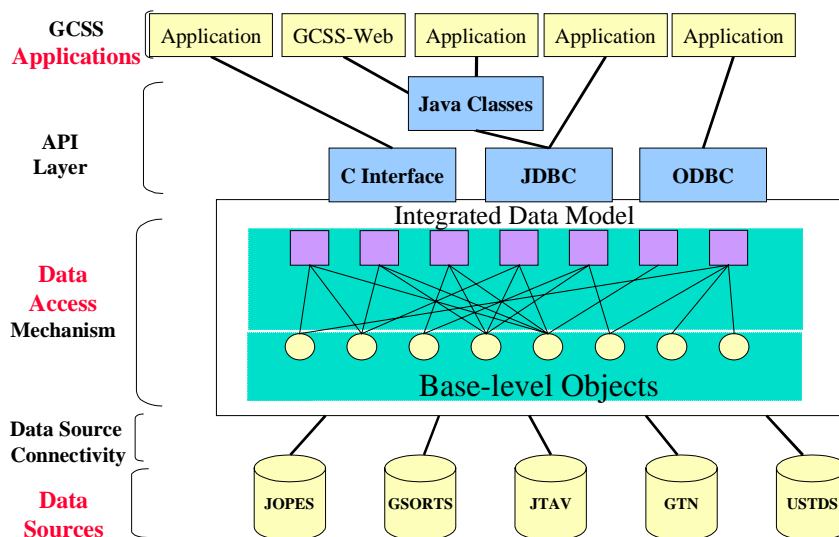 GCSS
Applications
Application
GCSS-Web
Application
Application
Application
Java Classes
API
Layer
C Interface
JDBC
ODBC
Integrated Data Model
Data
Access
Mechanism
Base-level Objects
Data Source
Connectivity
Data
Sources
JOPES
GSORTS
JTAV
GTN
USTDS